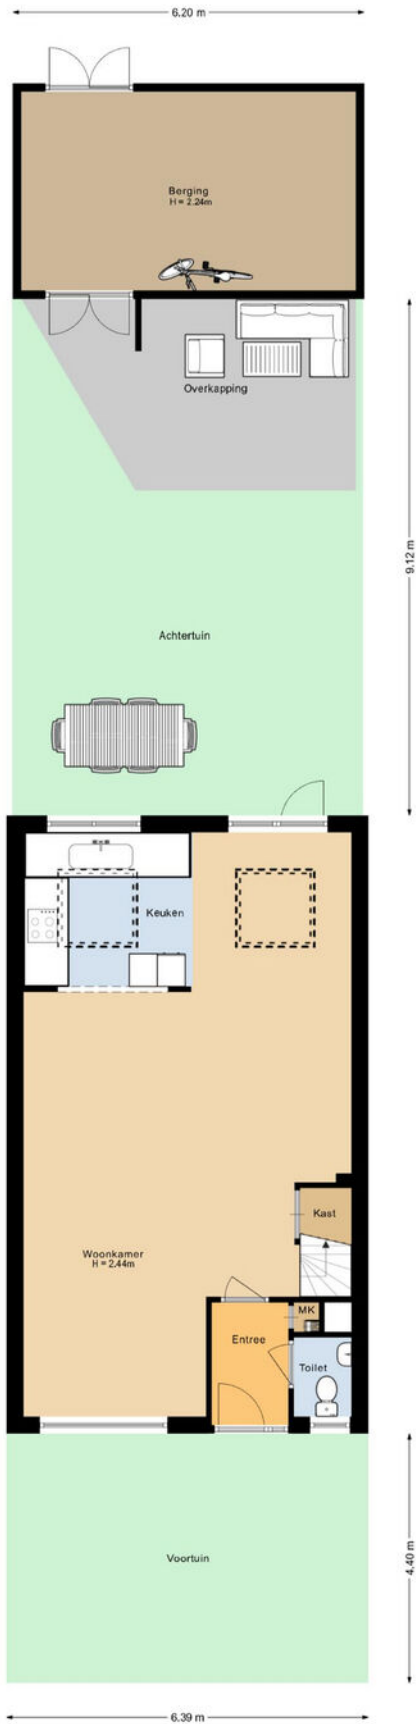 6.20 m
Berging
H = 2.24m
Overkapping
9.12 m
Achtertuin
Keuken
Kast
Woonkamer
H = 2.44m
MK
Entree
Toilet
Voortuin
4.40 m
6.39 m